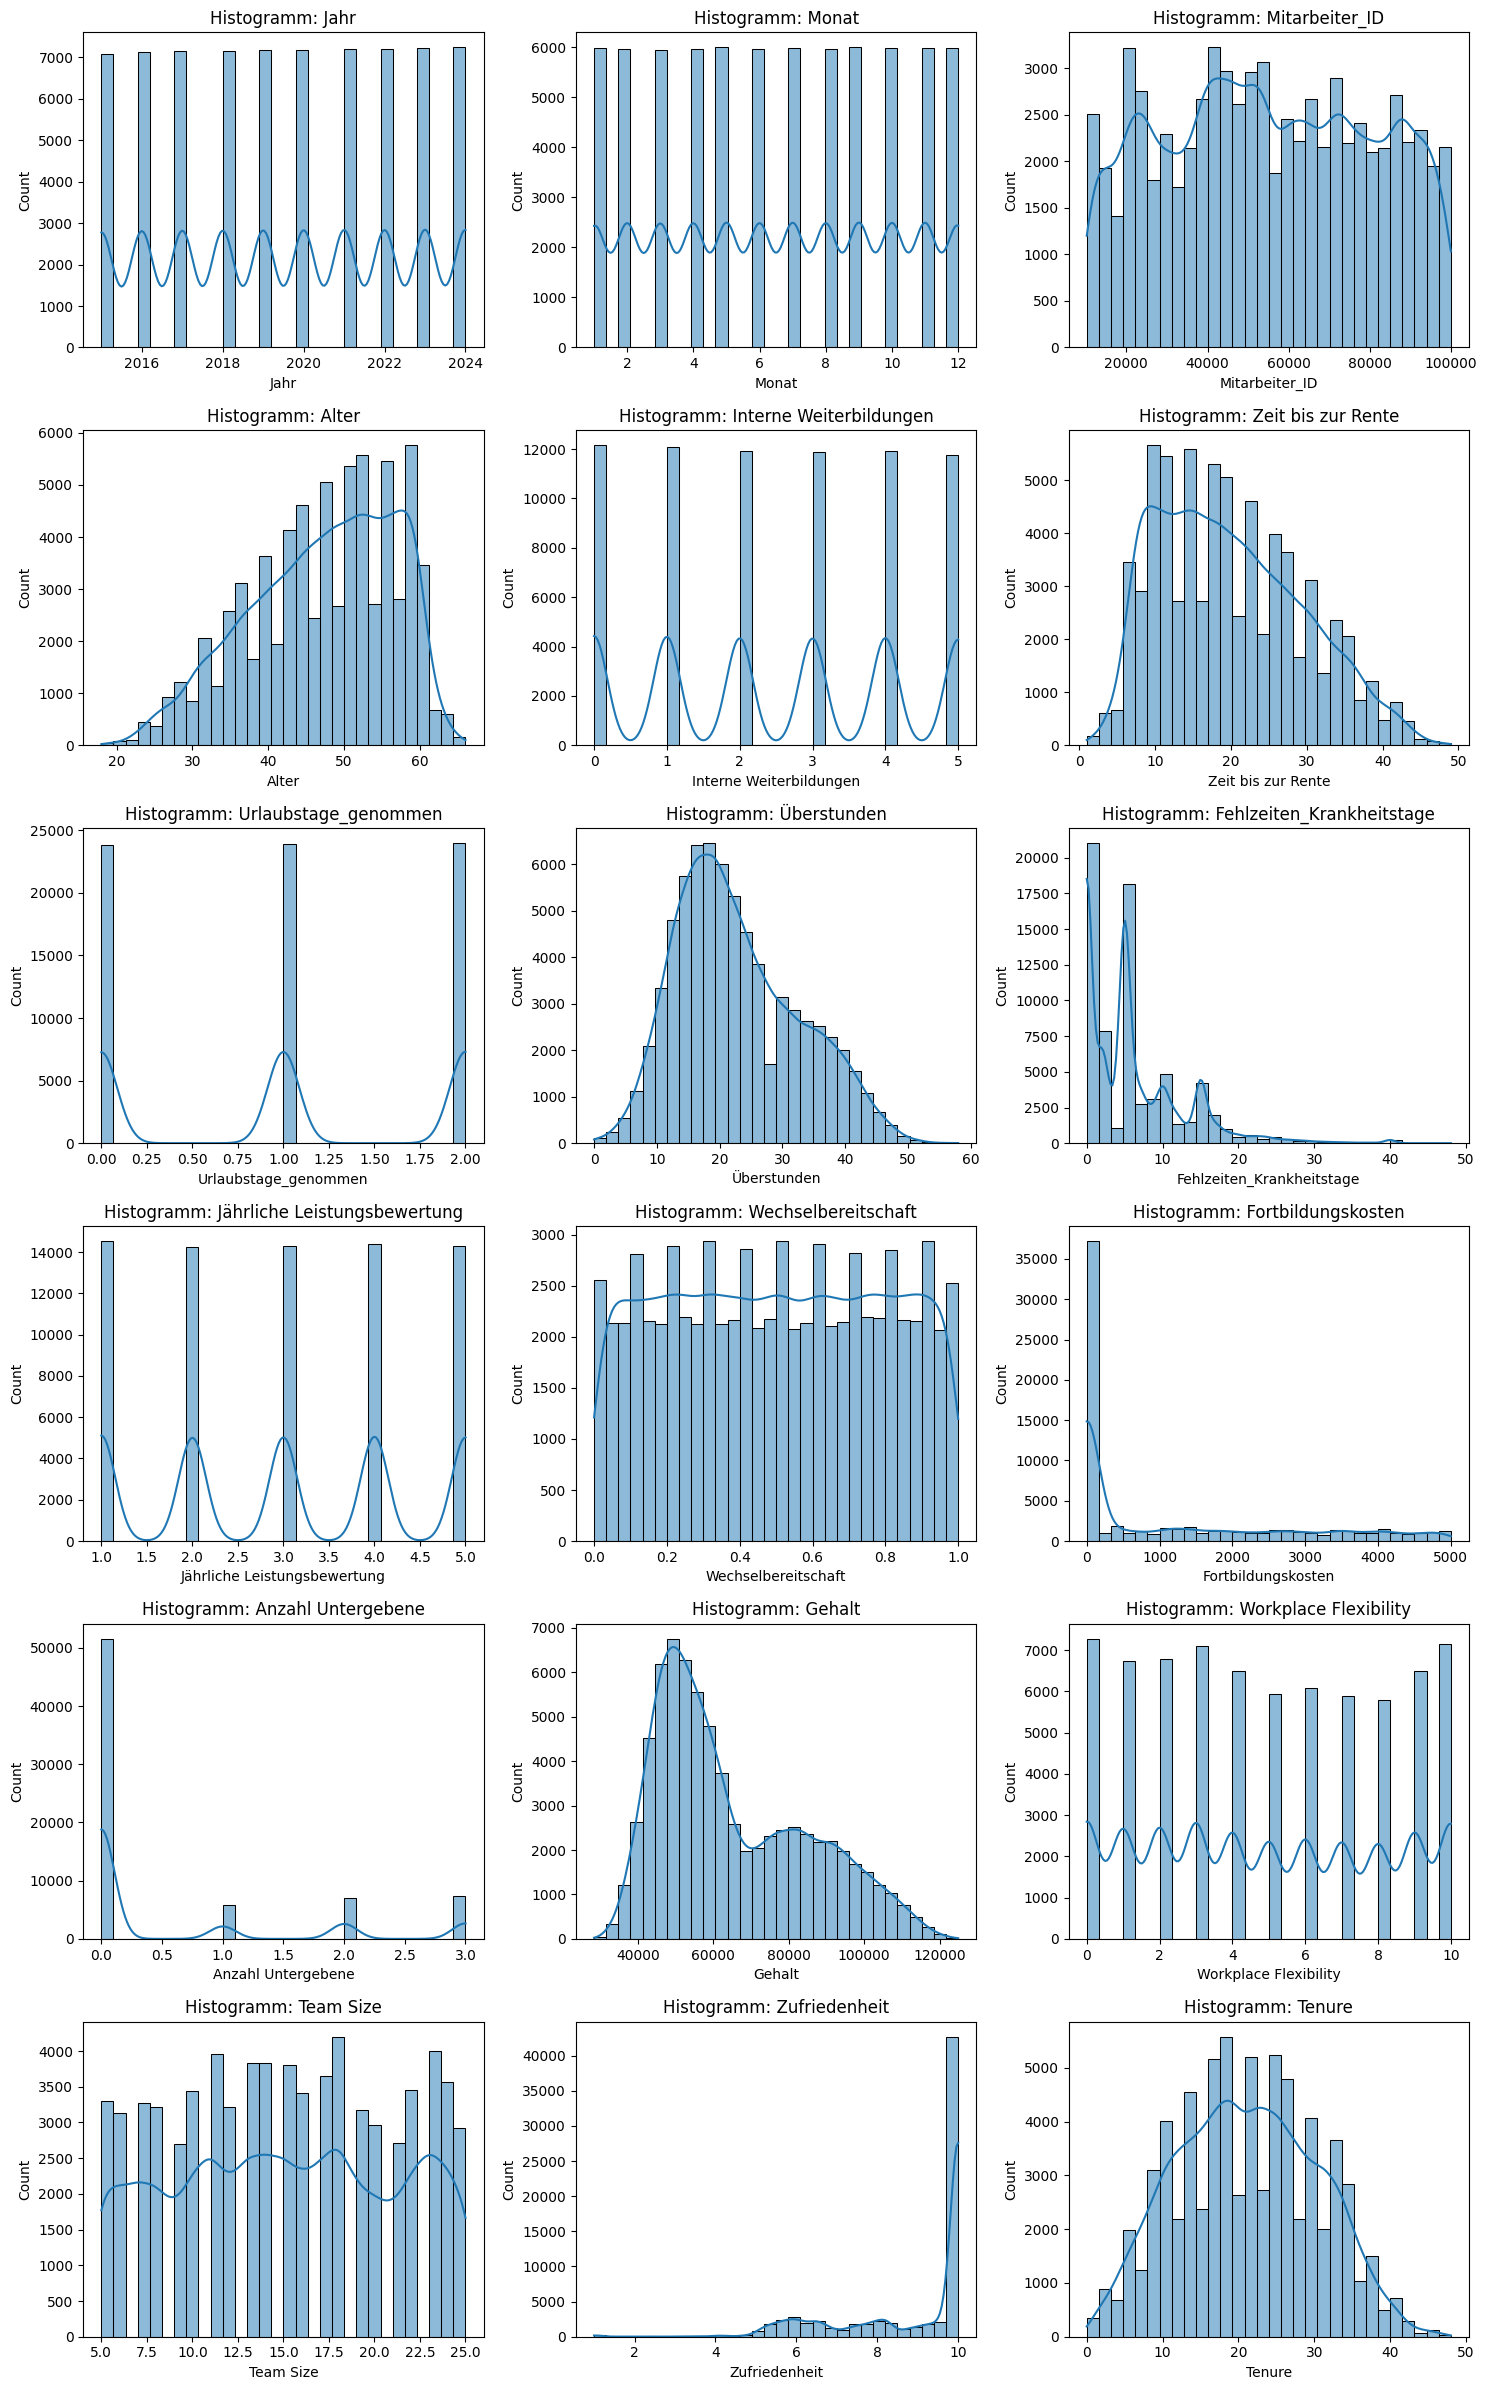 Histogramm: Jahr
Count
7000
6000
5000
4000
3000
2000
1000
0
2016 2018 2020 2022 2024
Jahr
Histogramm: Monat
Count
6000
5000
4000
3000
2000
1000
0
2 4 6 8 10 12
Monat
Histogramm: Mitarbeiter_ID
Count
3000
2500
2000
1500
1000
500
0
20000 40000 60000 80000 100000
Mitarbeiter_ID
Histogramm: Alter
Count
6000
5000
4000
3000
2000
1000
0
20 30 40 50 60
Alter
Histogramm: Interne Weiterbildungen
Count
12000
10000
8000
6000
4000
2000
0
0 1 2 3 4 5
Interne Weiterbildungen
Histogramm: Zeit bis zur Rente
Count
5000
4000
3000
2000
1000
0
0 10 20 30 40 50
Zeit bis zur Rente
Histogramm: Urlaubstage_genommen
Count
25000
20000
15000
10000
5000
0
0.00 0.25 0.50 0.75 1.00 1.25 1.50 1.75 2.00
Urlaubstage_genommen
Histogramm: Überstunden
Count
6000
5000
4000
3000
2000
1000
0
0 10 20 30 40 50 60
Überstunden
Histogramm: Fehlzeiten_Krankheitstage
Count
20000
17500
15000
12500
10000
7500
5000
2500
0
0 10 20 30 40 50
Fehlzeiten_Krankheitstage
Histogramm: Jährliche Leistungsbewertung
Count
14000
12000
10000
8000
6000
4000
2000
0
1.0 1.5 2.0 2.5 3.0 3.5 4.0 4.5 5.0
Jährliche Leistungsbewertung
Histogramm: Wechselbereitschaft
Count
3000
2500
2000
1500
1000
500
0
0.0 0.2 0.4 0.6 0.8 1.0
Wechselbereitschaft
Histogramm: Fortbildungskosten
Count
35000
30000
25000
20000
15000
10000
5000
0
0 1000 2000 3000 4000 5000
Fortbildungskosten
Histogramm: Anzahl Untergebene
Count
50000
40000
30000
20000
10000
0
0.0 0.5 1.0 1.5 2.0 2.5 3.0
Anzahl Untergebene
Histogramm: Gehalt
Count
7000
6000
5000
4000
3000
2000
1000
0
40000 60000 80000 100000 120000
Gehalt
Histogramm: Workplace Flexibility
Count
7000
6000
5000
4000
3000
2000
1000
0
0 2 4 6 8 10
Workplace Flexibility
Histogramm: Team Size
Count
4000
3500
3000
2500
2000
1500
1000
500
0
5.0 7.5 10.0 12.5 15.0 17.5 20.0 22.5 25.0
Team Size
Histogramm: Zufriedenheit
Count
40000
35000
30000
25000
20000
15000
10000
5000
0
2 4 6 8 10
Zufriedenheit
Histogramm: Tenure
Count
5000
4000
3000
2000
1000
0
0 10 20 30 40 50
Tenure